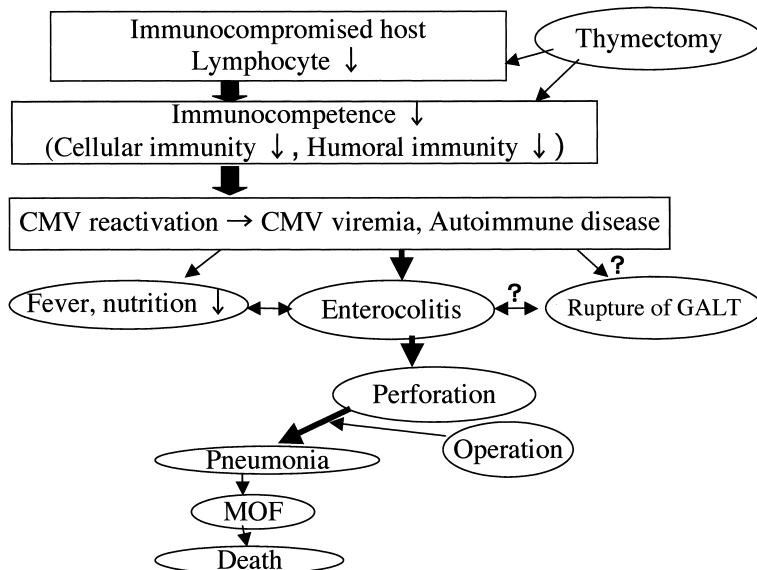 Immunocompromised host
Lymphocyte ↓
Thymectomy
Immunocompetence ↓
(Cellular immunity ↓, Humoral immunity ↓)
CMV reactivation → CMV viremia, Autoimmune disease
?
Fever, nutrition ↓
Enterocolitis
?
Rupture of GALT
Perforation
Operation
Pneumonia
MOF
Death